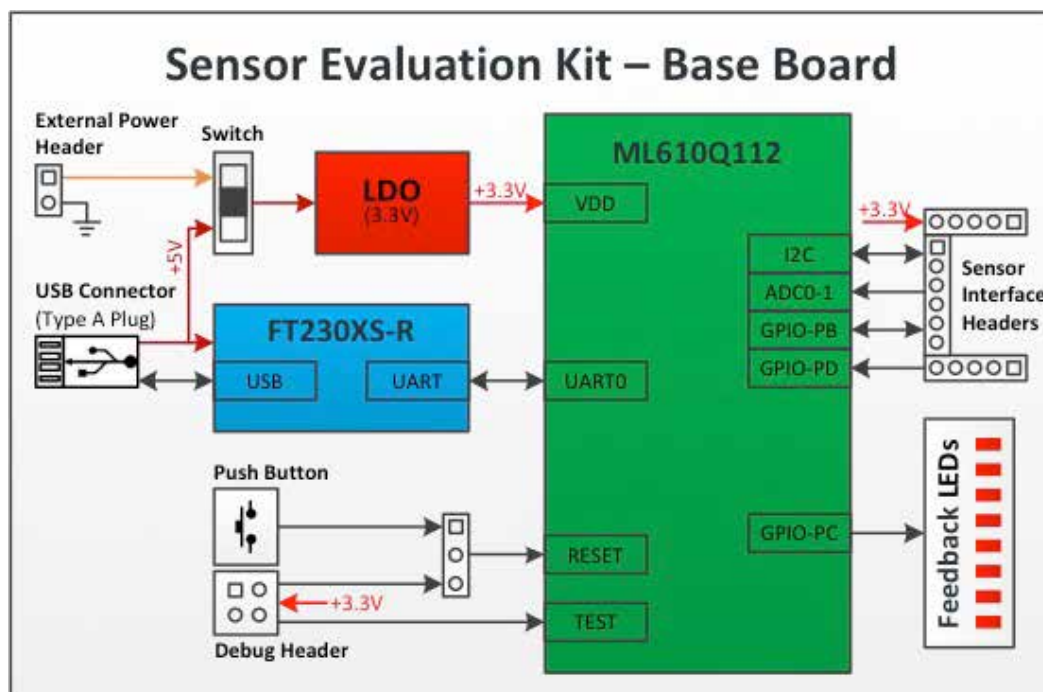 Sensor Evaluation Kit – Base Board
External Power
Header
Switch
LDO
(3.3V)
+3.3V
ML610Q112
VDD
+5V
USB Connector
(Type A Plug)
FT230XS-R
USB
UART
UART0
+3.3V
I2C
ADC0-1
GPIO-PB
GPIO-PD
Sensor
Interface
Headers
Push Button
RESET
+3.3V
TEST
Debug Header
GPIO-PC
Feedback LEDs